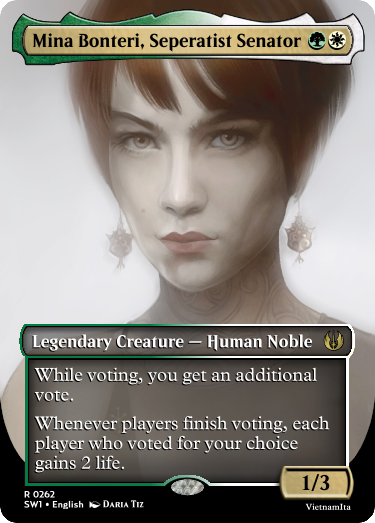 Mina Bonteri, Seperatist Senator
Legendary Creature — Human Noble
While voting, you get an additional
vote.
Whenever players finish voting, each
player who voted for your choice
gains 2 life.
1/3
R 0262
SW1 • English DARIA TIZ
VietnamIta